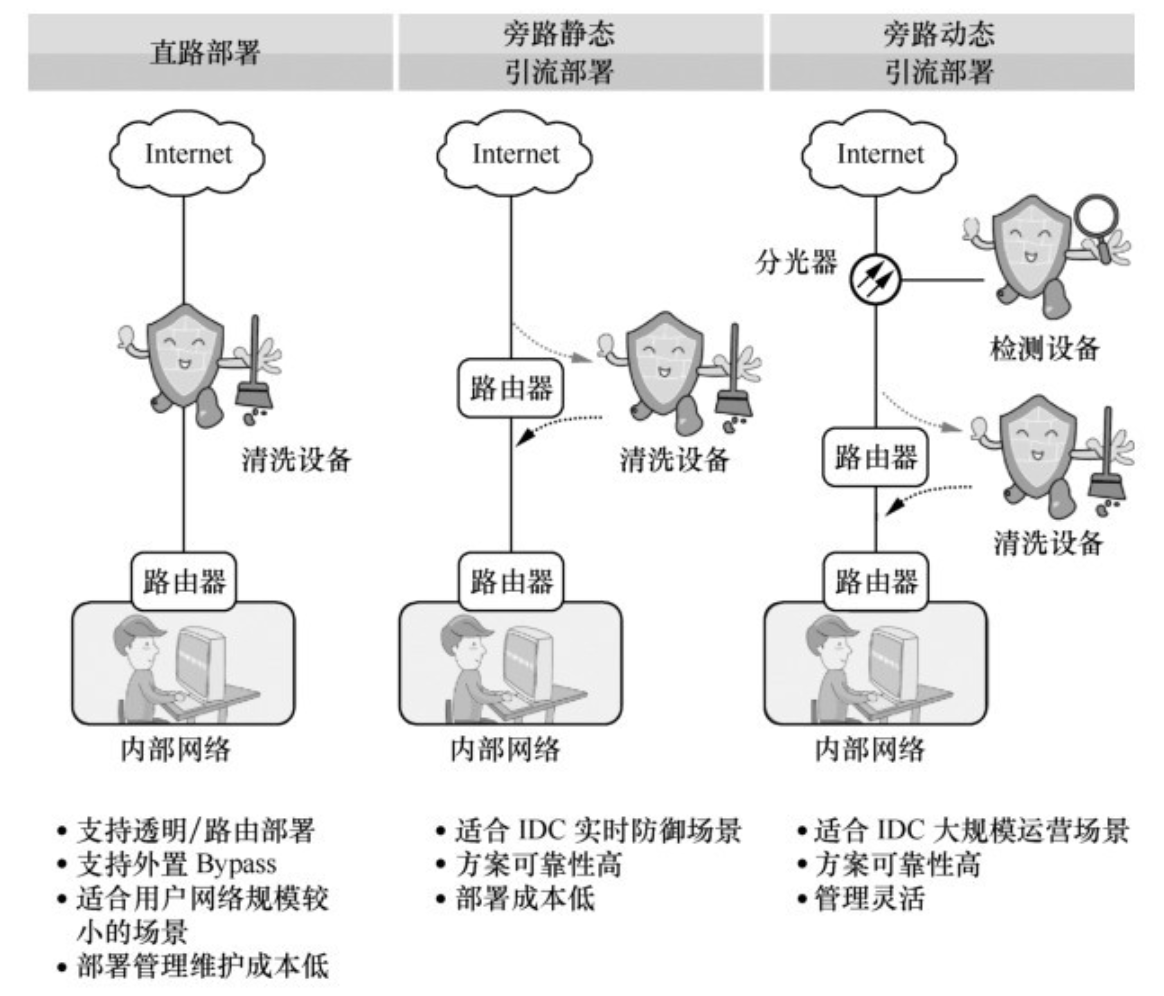 直路部署
旁路静态
引流部署
旁路动态
引流部署
Internet
清洗设备
路由器
内部网络
• 支持透明/路由部署
• 支持外置 Bypass
• 适合用户网络规模较
小的场景
• 部署管理维护成本低
Internet
路由器
清洗设备
路由器
内部网络
• 适合 IDC 实时防御场景
• 方案可靠性高
• 部署成本低
Internet
分光器
检测设备
路由器
清洗设备
路由器
内部网络
• 适合 IDC 大规模运营场景
• 方案可靠性高
• 管理灵活